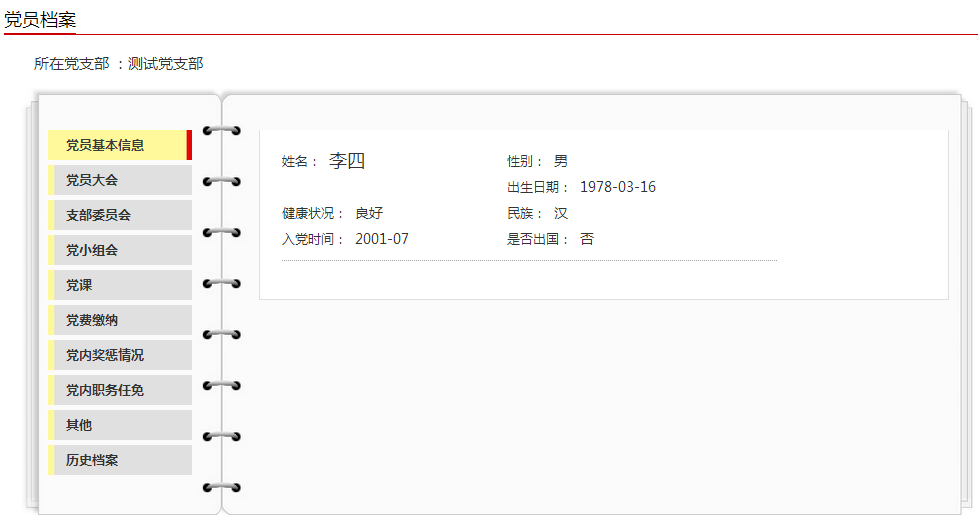 党员档案
所在党支部 ：测试党支部
党员基本信息
党员大会
支部委员会
党小组会
党课
党费缴纳
党内奖惩情况
党内职务任免
其他
历史档案
姓名： 李四 性别： 男
出生日期： 1978-03-16
健康状况： 良好 民族： 汉
入党时间： 2001-07 是否出国： 否